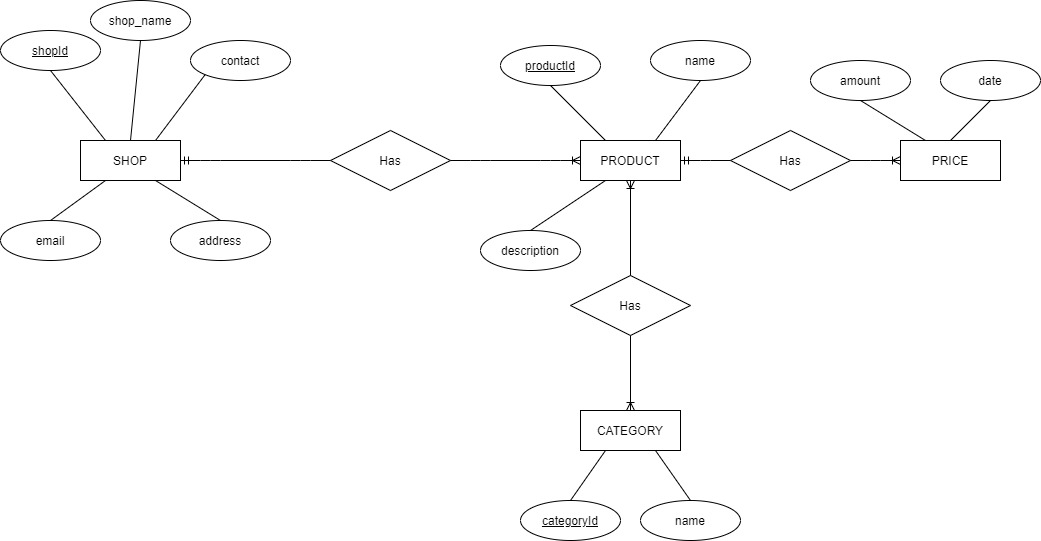 shop_name
shopId
contact
productId
name
amount
date
SHOP
Has
PRODUCT
Has
PRICE
email
address
description
Has
CATEGORY
categoryId
name